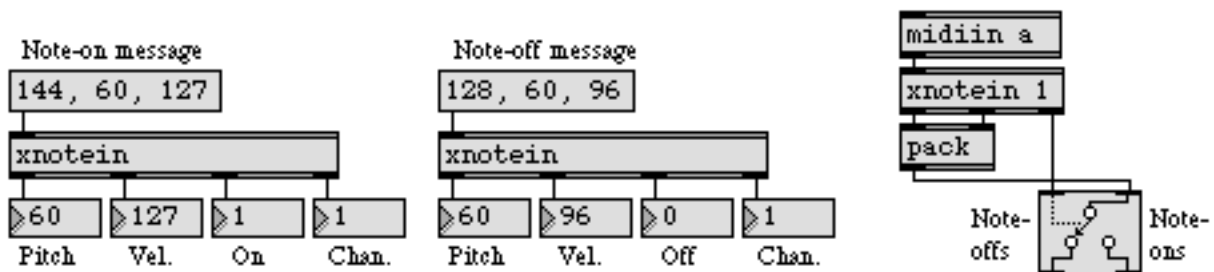 Note-on message
144, 60, 127
xnotein
60
127
1
1
Pitch
Vel.
On
Chan.
Note-off message
128, 60, 96
xnotein
60
96
0
1
Pitch
Vel.
Off
Chan.
midiin a
xnotein 1
pack
Note-
offs
Note-
ons